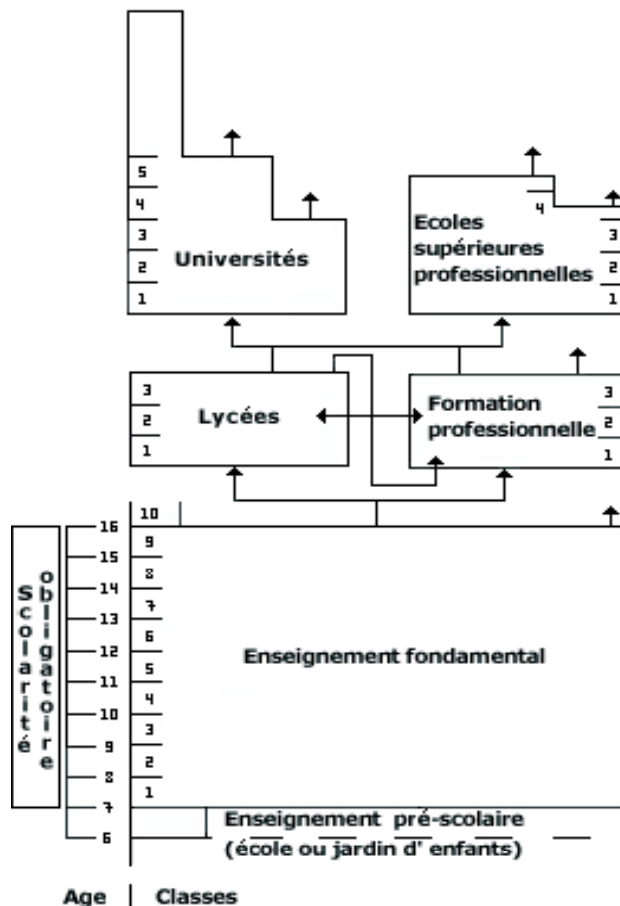 5
4
3
2
1
Universités
4
3
2
1
Ecoles
supérieures
professionnelles
3
2
1
Lycées
Formation
professionnelle
3
2
1
10
16
9
15
8
14
7
13
6
12
5
11
4
10
3
9
2
8
1
7
6
Scolarité
obligatoire
Enseignement fondamental
Enseignement pré-scolaire
(école ou jardin d' enfants)
Age
Classes